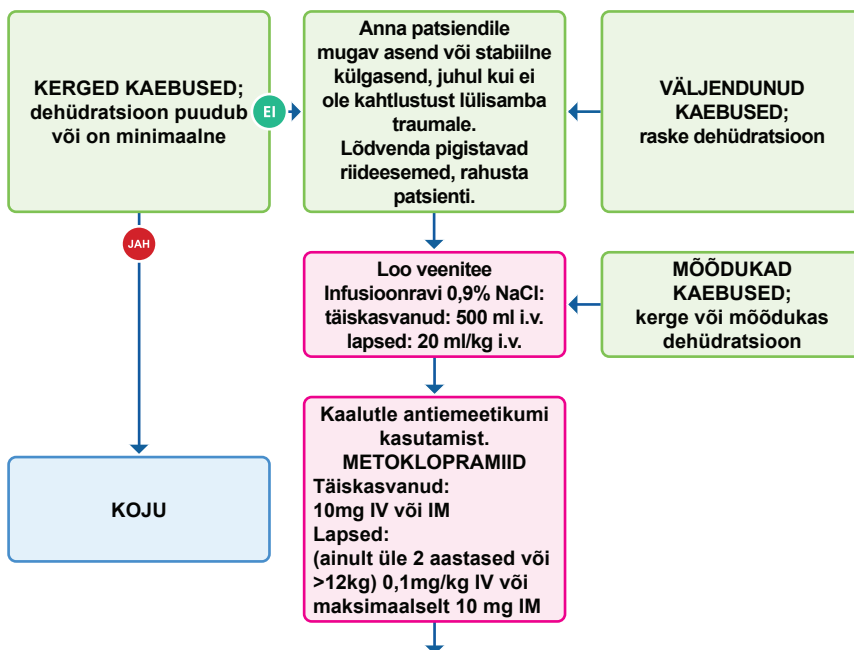 KERGED KAEBUSED;
dehüdratsioon puudub
või on minimaalne
EI
Anna patsiendile
mugav asend või stabiilne
külgasend, juhul kui ei
ole kahtlustust lülisamba
traumale.
Lõdvenda pigistavad
riideesemed, rahusta
patsienti.
VÄLJENDUNUD
KAEBUSED;
raske dehüdratsioon
JAH
Loo veenitee
Infusioonravi 0,9% NaCl:
täiskasvanud: 500 ml i.v.
lapsed: 20 ml/kg i.v.
MÕÕDUKAD
KAEBUSED;
kerge või mõõdukas
dehüdratsioon
KOJU
Kaalutle antiemeetikumi
kasutamist.
METOKLOPRAMIID
Täiskasvanud:
10mg IV või IM
Lapsed:
(ainult üle 2 aastased või
>12kg) 0,1mg/kg IV või
maksimaalselt 10 mg IM